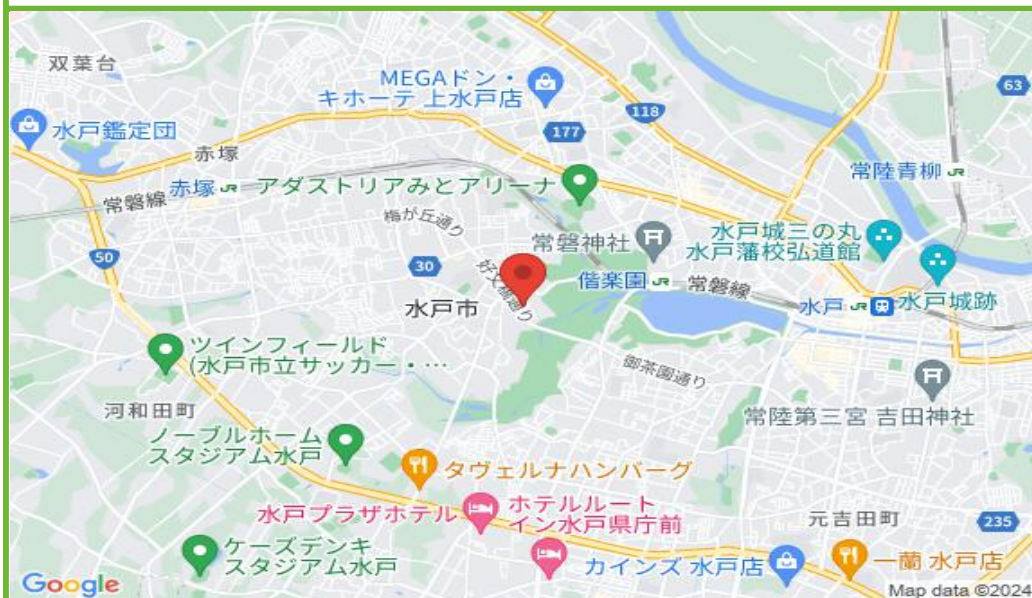 双葉台
MEGAドン・
キホーテ 上水戸店
63
118
水戸鑑定団
177
赤塚
常陸青柳
赤塚
アダストリアみとアリーナ
常磐線
梅が丘通り
水戸城三の丸
水戸藩校弘道館
常磐神社
50
30
好文橋通り
偕楽園
常磐線
水戸市
水戸
水戸城跡
ツインフィールド
(水戸市立サッカー・…
御茶園通り
河和田町
常陸第三宮 吉田神社
ノーブルホーム
スタジアム水戸
タヴェルナハンバーグ
水戸プラザホテル
ホテルルート
イン水戸県庁前
元吉田町
235
ケーズデンキ
スタジアム水戸
カインズ 水戸店
一蘭 水戸店
Google
Map data ©2024